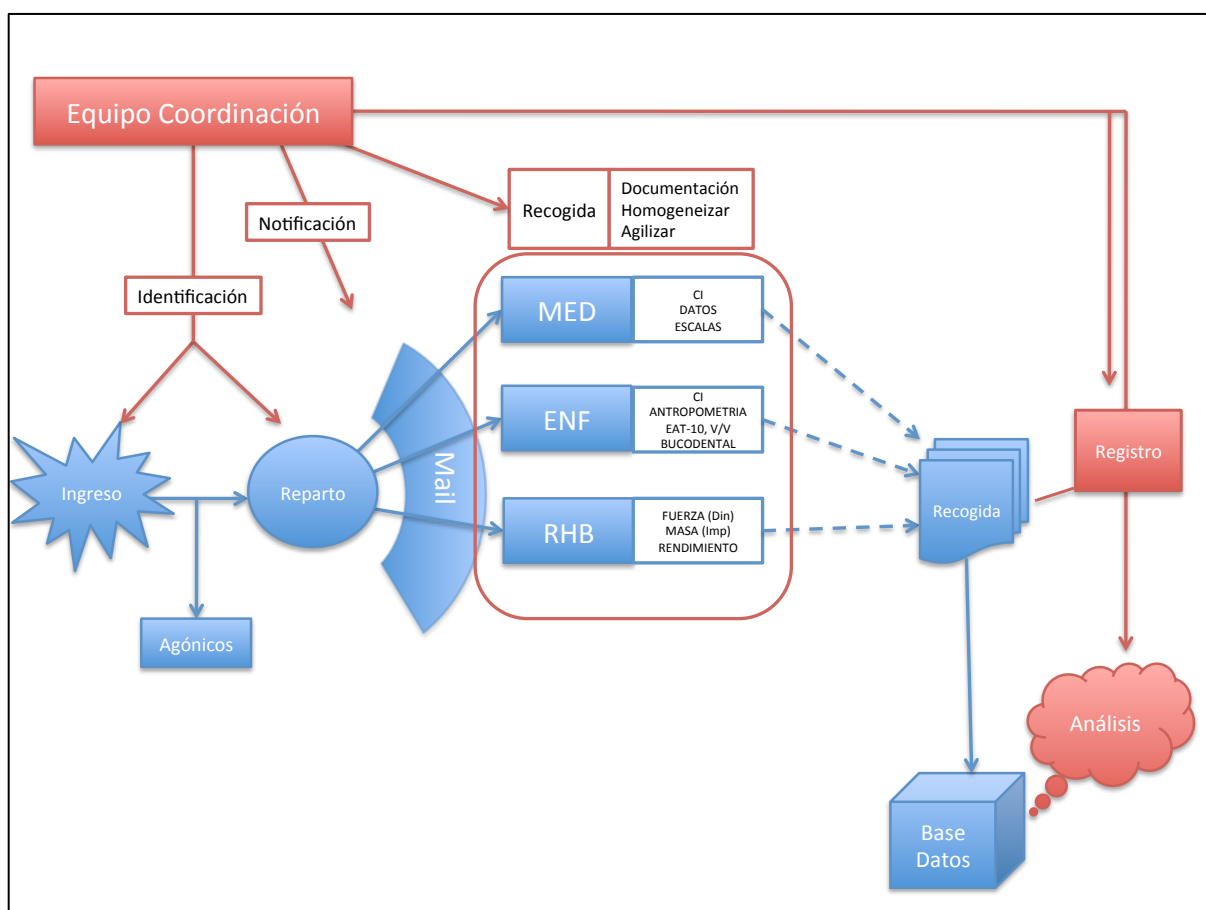 Equipo Coordinación
Recogida
Documentación
Homogeneizar
Agilizar
Notificación
Identificación
MED
CI
DATOS
ESCALAS
ENF
CI
ANTROPOMETRIA
EAT-10, V/V
BUCODENTAL
Mail
Registro
Ingreso
Reparto
Recogida
RHB
FUERZA (Din)
MASA (Imp)
RENDIMIENTO
Agónicos
Análisis
Base
Datos